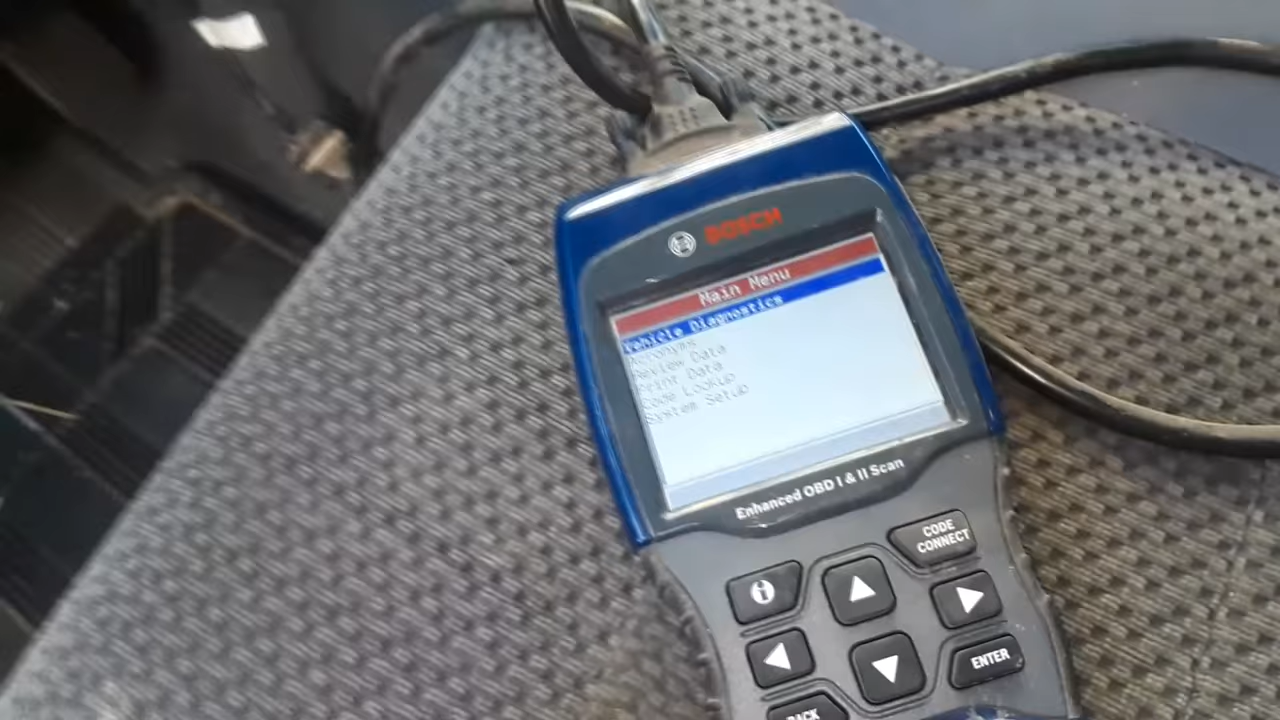 BOSCH
Main Menu
Vehicle Diagnostics
Acronyms
Review Data
Print Data
Code Lookup
System Setup
Enhanced OBD I & II Scan
CODE
CONNECT
ENTER
BACK